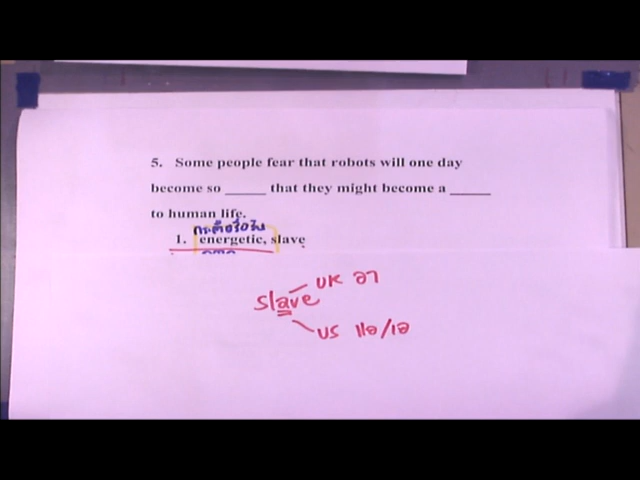 5. Some people fear that robots will one day
become so _____ that they might become a _____
to human life.
กะตือรือร้น
1. energetic, slave
slave
UK อา
US แอ/เอ